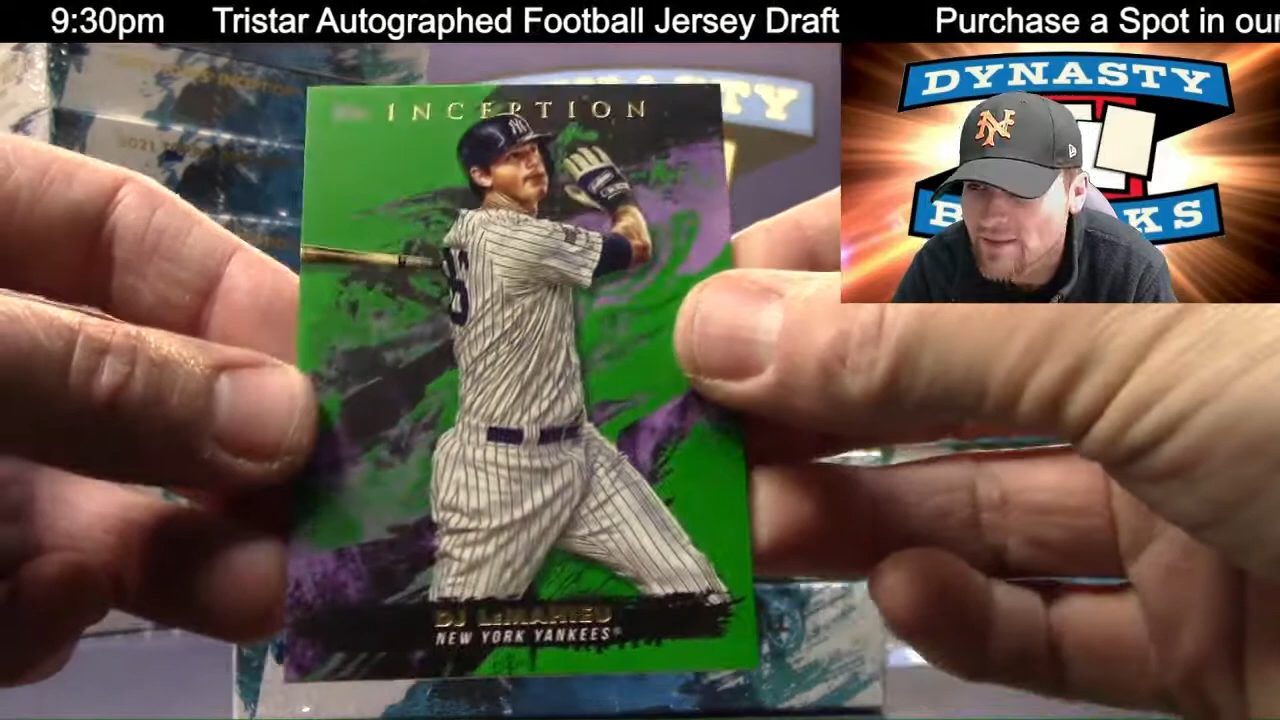 9:30pm Tristar Autographed Football Jersey Draft Purchase a Spot in our
INCEPTION
DYNASTY
DJ LeMAHIEU
NEW YORK YANKEES®